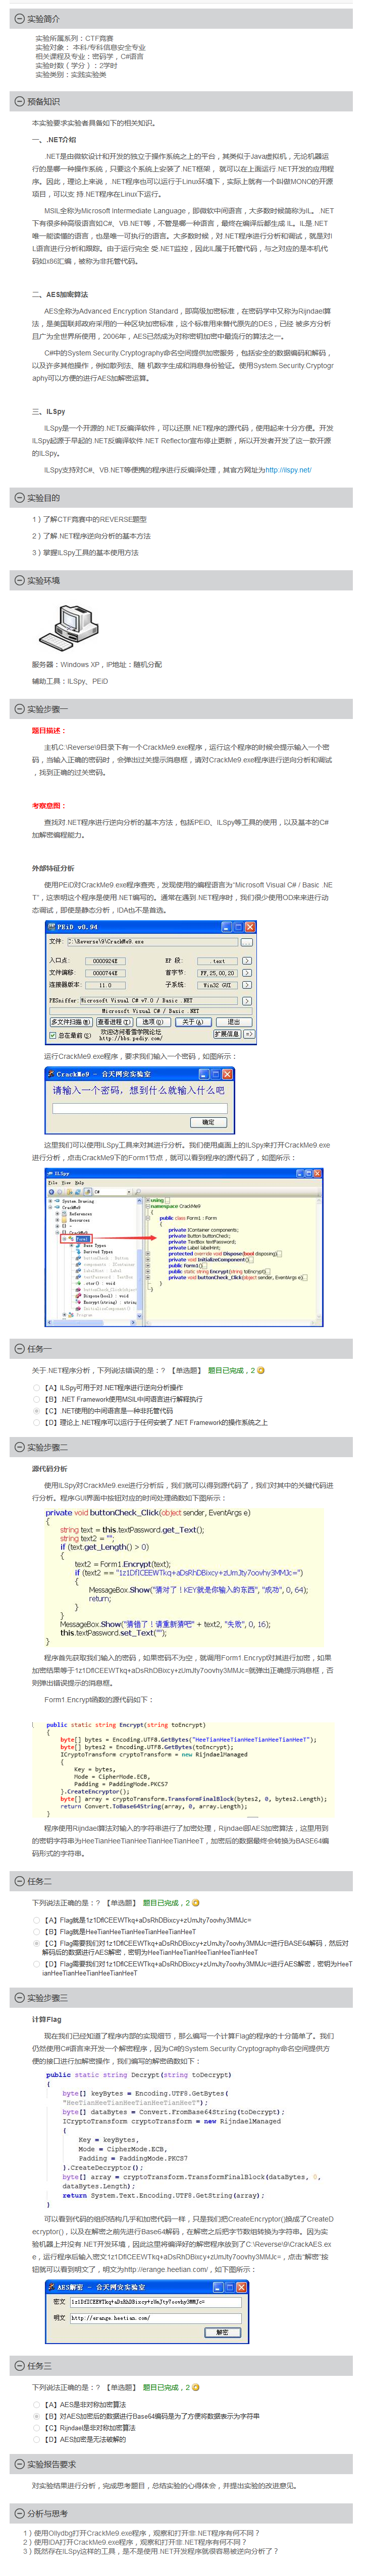 实验简介
实验所属系列：CTF竞赛
实验对象： 本科/专科信息安全专业
相关课程及专业：密码学，C#语言
实验时数（学分）：2学时
实验类别：实践实验类
预备知识
本实验要求实验者具备如下的相关知识。
一、.NET介绍
.NET是由微软设计和开发的独立于操作系统之上的平台，其类似于Java虚拟机，无论机器运
行的是哪一种操作系统，只要这个系统上安装了.NET框架，就可以在上面运行.NET开发的应用程
序。因此，理论上来说，.NET程序也可以运行于Linux环境下，实际上就有一个叫做MONO的开源
项目，可以支 持.NET程序在Linux下运行。
MSIL全称为Microsoft Intermediate Language，即微软中间语言，大多数时候简称为IL。.NET
下有很多种高级语言如C#、VB.NET等，不管是哪一种语言，最终在编译后都生成 IL。IL是.NET
唯一能读懂的语言，也是唯一可执行的语言。大多数时候，对.NET程序进行分析和调试，就是对I
L语言进行分析和跟踪。由于运行完全 受.NET监控，因此IL属于托管代码，与之对应的是本机代
码如x86汇编，被称为非托管代码。
二、AES加密算法
AES全称为Advanced Encryption Standard，即高级加密标准，在密码学中又称为Rijndael算
法，是美国联邦政府采用的一种区块加密标准，这个标准用来替代原先的DES，已经 被多方分析
且广为全世界所使用，2006年，AES已然成为对称密钥加密中最流行的算法之一。
C#中的System.Security.Cryptography命名空间提供加密服务，包括安全的数据编码和解码，
以及许多其他操作，例如散列法、随 机数字生成和消息身份验证。使用System.Security.Cryptogr
aphy可以方便的进行AES加解密运算。
三、ILSpy
ILSpy是一个开源的.NET反编译软件，可以还原.NET程序的源代码，使用起来十分方便。开发
ILSpy起源于早起的.NET反编译软件.NET Reflector宣布停止更新，所以开发者开发了这一款开源
的ILSpy。
ILSpy支持对C#、VB.NET等便携的程序进行反编译处理，其官方网址为http://ilspy.net/
实验目的
1）了解CTF竞赛中的REVERSE题型
2）了解.NET程序逆向分析的基本方法
3）掌握ILSpy工具的基本使用方法
实验环境
服务器：Windows XP，IP地址：随机分配
辅助工具：ILSpy、PEiD
实验步骤一
题目描述：
主机C:\Reverse\9目录下有一个CrackMe9.exe程序，运行这个程序的时候会提示输入一个密
码，当输入正确的密码时，会弹出过关提示消息框，请对CrackMe9.exe程序进行逆向分析和调试
，找到正确的过关密码。
考察意图：
查找对.NET程序进行逆向分析的基本方法，包括PEiD、ILSpy等工具的使用，以及基本的C#
加解密编程能力。
外部特征分析
使用PEiD对CrackMe9.exe程序查壳，发现使用的编程语言为“Microsoft Visual C# / Basic .NE
T”，这表明这个程序是使用.NET编写的。通常在遇到.NET程序时，我们很少使用OD来来进行动
态调试，即使是静态分析，IDA也不是首选。
PEiD v0.94
文件: C:\Reverse\9\CrackMe9.exe
入口点: 0000924E EP 段: .text
文件偏移: 0000744E 首字节: FF,25,00,20
连接器版本: 11.0 子系统: Win32 GUI
PESniffer: Microsoft Visual C# v7.0 / Basic .NET
Microsoft Visual C# / Basic .NET
多文件扫描(M) 查看进程(T) 选项(O) 关于(A) 退出
总在最前(S) 欢迎访问看雪学院论坛 扩展信息 =>
http://bbs.pediy.com/
运行CrackMe9.exe程序，要求我们输入一个密码，如图所示：
CrackMe9 - 合天网安实验室
请输入一个密码，想到什么就输入什么吧
确定
这里我们可以使用ILSpy工具来对其进行分析。我们使用桌面上的ILSpy来打开CrackMe9.exe
进行分析，点击CrackMe9下的Form1节点，就可以看到程序的源代码了，如图所示：
ILSpy
File View Help
System.Drawing
CrackMe9
References
Resources
CrackMe9
Form1
Base Types
Derived Types
using ...
namespace CrackMe9
{
public class Form1 : Form
{
private IContainer components;
private Button buttonCheck;
private TextBox textPassword;
private Label labelHint;
protected override void Dispose(bool disposing)
private void InitializeComponent()
public Form1()
public static string Encrypt(string toEncrypt)
private void buttonCheck_Click(object sender, EventArgs e)
}
}
任务一
关于.NET程序分析，下列说法错误的是：? 【单选题】 题目已完成，2
【A】ILSpy可用于对.NET程序进行逆向分析操作
【B】.NET Framework使用MSIL中间语言进行解释执行
【C】.NET使用的中间语言是一种非托管代码
【D】理论上.NET程序可以运行于任何安装了.NET Framework的操作系统之上
实验步骤二
源代码分析
使用ILSpy对CrackMe9.exe进行分析后，我们就可以得到源代码了，我们对其中的关键代码进
行分析。程序GUI界面中按钮对应的时间处理函数如下图所示：
private void buttonCheck_Click(object sender, EventArgs e)
{
string text = this.textPassword.get_Text();
string text2 = "";
if (text.get_Length() > 0)
{
text2 = Form1.Encrypt(text);
if (text2 == "1z1DflCEEWTkq+aDsRhDBixcy+zUmJty7oovhy3MMJc=")
{
MessageBox.Show("猜对了！KEY就是你输入的东西", "成功", 0, 64);
return;
}
}
MessageBox.Show("猜错了！请重新猜吧" + text2, "失败", 0, 16);
this.textPassword.set_Text("");
}
程序首先获取我们输入的密码，如果密码不为空，就调用Form1.Encrypt对其进行加密，如果
加密结果等于1z1DflCEEWTkq+aDsRhDBixcy+zUmJty7oovhy3MMJc=就弹出正确提示消息框，否
则弹出错误提示的消息框。
Form1.Encrypt函数的源代码如下：
public static string Encrypt(string toEncrypt)
{
byte[] bytes = Encoding.UTF8.GetBytes("HeeTianHeeTianHeeTianHeeTianHeeT");
byte[] bytes2 = Encoding.UTF8.GetBytes(toEncrypt);
ICryptoTransform cryptoTransform = new RijndaelManaged
{
Key = bytes,
Mode = CipherMode.ECB,
Padding = PaddingMode.PKCS7
}.CreateEncryptor();
byte[] array = cryptoTransform.TransformFinalBlock(bytes2, 0, bytes2.Length);
return Convert.ToBase64String(array, 0, array.Length);
}
程序使用Rijndael算法对输入的字符串进行了加密处理，Rijndael即AES加密算法，这里用到
的密钥字符串为HeeTianHeeTianHeeTianHeeTianHeeT，加密后的数据最终会转换为BASE64编
码形式的字符串。
任务二
下列说法正确的是：? 【单选题】 题目已完成，2
【A】Flag就是1z1DflCEEWTkq+aDsRhDBixcy+zUmJty7oovhy3MMJc=
【B】Flag就是HeeTianHeeTianHeeTianHeeTianHeeT
【C】Flag需要我们对1z1DflCEEWTkq+aDsRhDBixcy+zUmJty7oovhy3MMJc=进行BASE64解码，然后对
解码后的数据进行AES解密，密钥为HeeTianHeeTianHeeTianHeeTianHeeT
【D】Flag需要我们对1z1DflCEEWTkq+aDsRhDBixcy+zUmJty7oovhy3MMJc=进行AES解密，密钥为HeeT
ianHeeTianHeeTianHeeTianHeeT
实验步骤三
计算Flag
现在我们已经知道了程序内部的实现细节，那么编写一个计算Flag的程序的十分简单了。我们
仍然使用C#语言来开发一个解密程序，因为C#的System.Security.Cryptography命名空间提供方
便的接口进行加解密操作，我们编写的解密函数如下：
public static string Decrypt(string toDecrypt)
{
byte[] keyBytes = Encoding.UTF8.GetBytes(
"HeeTianHeeTianHeeTianHeeTianHeeT");
byte[] dataBytes = Convert.FromBase64String(toDecrypt);
ICryptoTransform cryptoTransform = new RijndaelManaged
{
Key = keyBytes,
Mode = CipherMode.ECB,
Padding = PaddingMode.PKCS7
}.CreateDecryptor();
byte[] array = cryptoTransform.TransformFinalBlock(dataBytes, 0,
dataBytes.Length);
return System.Text.Encoding.UTF8.GetString(array);
}
可以看到代码的组织结构几乎和加密代码一样，只是我们把CreateEncryptor()换成了CreateD
ecryptor()，以及在解密之前先进行Base64解码，在解密之后把字节数组转换为字符串。因为实
验机器上并没有.NET开发环境，因此这里将编译好的解密程序放到了C:\Reverse\9\CrackAES.ex
e，运行程序后输入密文1z1DflCEEWTkq+aDsRhDBixcy+zUmJty7oovhy3MMJc=，点击“解密”按
钮就可以看到明文了，明文为http://erange.heetian.com/，如下图所示：
AES解密 - 合天网安实验室
密文 1z1DflCEEWTkq+aDsRhDBixcy+zUmJty7oovhy3MMJc=
明文 http://erange.heetian.com/
解密
任务三
下列说法正确的是：? 【单选题】 题目已完成，2
【A】AES是非对称加密算法
【B】对AES加密后的数据进行Base64编码是为了方便将数据表示为字符串
【C】Rijndael是非对称加密算法
【D】AES加密是无法破解的
实验报告要求
对实验结果进行分析，完成思考题目，总结实验的心得体会，并提出实验的改进意见。
分析与思考
1）使用Ollydbg打开CrackMe9.exe程序，观察和打开非.NET程序有何不同？
2）使用IDA打开CrackMe9.exe程序，观察和打开非.NET程序有何不同？
3）既然存在ILSpy这样的工具，是不是使用.NET开发程序就很容易被逆向分析了？